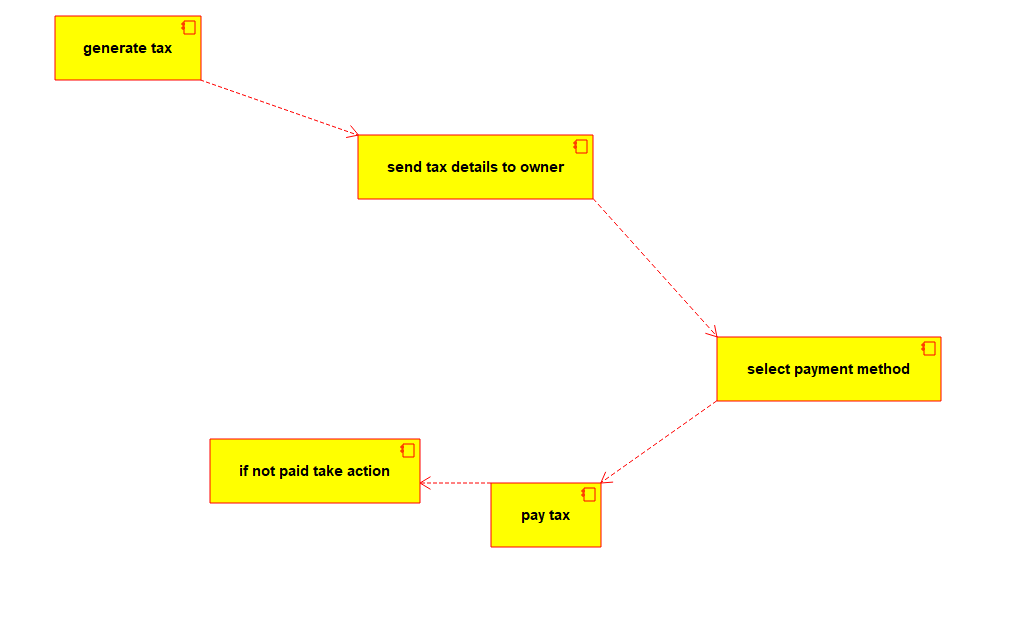 generate tax
send tax details to owner
select payment method
if not paid take action
pay tax